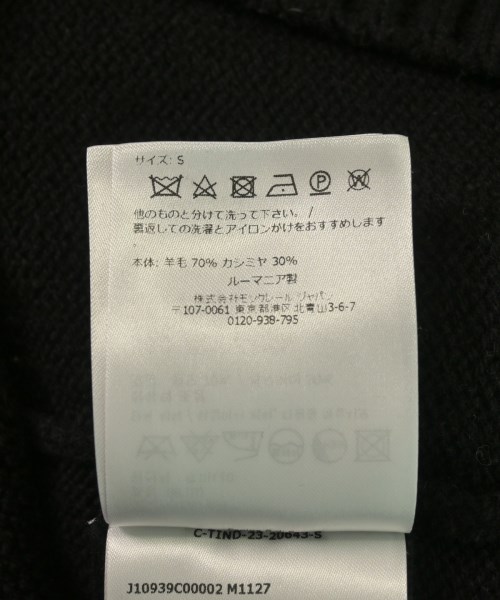 サイズ: S
他のものと分けて洗って下さい。/
裏返しての洗濯とアイロンがけをおすすめします
本体: 羊毛 70% カシミヤ 30%
ルーマニア製
株式会社モンクレール ジャパン
〒107-0061 東京都港区 北青山3-6-7
0120-938-795
C-TIND-23-20643-S
J10939C00002 M1127